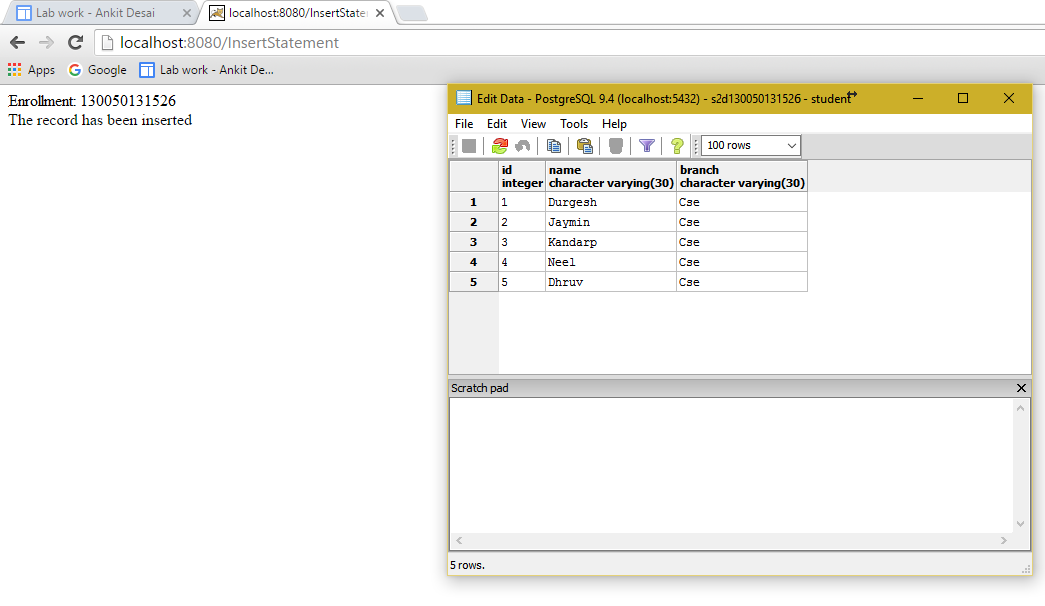 Lab work - Ankit Desai
localhost:8080/InsertState
localhost:8080/InsertStatement
Apps Google Lab work - Ankit De...
Enrollment: 130050131526
The record has been inserted
Edit Data - PostgreSQL 9.4 (localhost:5432) - s2d130050131526 - student
File Edit View Tools Help
100 rows
id name branch
integer character varying(30) character varying(30)
1 1 Durgesh Cse
2 2 Jaymin Cse
3 3 Kandarp Cse
4 4 Neel Cse
5 5 Dhruv Cse
Scratch pad
5 rows.